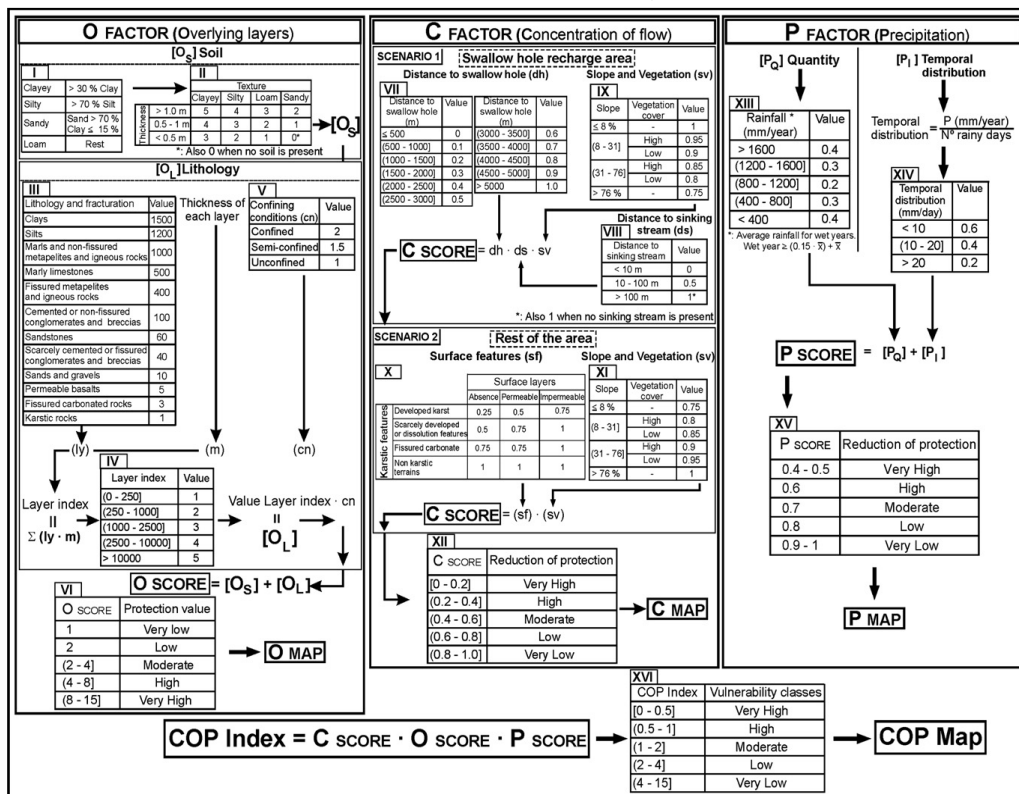 O FACTOR (Overlying layers)
[OS] Soil
I
Clayey > 30 % Clay
Silty > 70 % Silt
Sandy Sand > 70 % Clay ≤ 15 %
Loam Rest
II
Texture
Clayey Silty Loam Sandy
Thickness
> 1.0 m 5 4 3 2
0.5 - 1 m 4 3 2 1
< 0.5 m 3 2 1 0*
*: Also 0 when no soil is present
[OS]
[OL] Lithology
III
Lithology and fracturation Value
Clays 1500
Silts 1200
Marls and non-fissured metapelites and igneous rocks 1000
Marly limestones 500
Fissured metapelites and igneous rocks 400
Cemented or non-fissured conglomerates and breccias 100
Sandstones 60
Scarcely cemented or fissured conglomerates and breccias 40
Sands and gravels 10
Permeable basalts 5
Fissured carbonated rocks 3
Karstic rocks 1
Thickness of each layer
V
Confining conditions (cn) Value
Confined 2
Semi-confined 1.5
Unconfined 1
(ly)
(m)
(cn)
Layer index
=
Σ (ly · m)
IV
Layer index Value
(0 - 250] 1
(250 - 1000] 2
(1000 - 2500] 3
(2500 - 10000] 4
> 10000 5
Value Layer index · cn
=
[OL]
O SCORE = [OS] + [OL]
VI
O SCORE Protection value
1 Very low
2 Low
(2 - 4] Moderate
(4 - 8] High
(8 - 15] Very High
O MAP
C FACTOR (Concentration of flow)
SCENARIO 1
Swallow hole recharge area
Distance to swallow hole (dh)
VII
Distance to swallow hole (m) Value
≤ 500 0
(500 - 1000] 0.1
(1000 - 1500] 0.2
(1500 - 2000] 0.3
(2000 - 2500] 0.4
(2500 - 3000] 0.5
Distance to swallow hole (m) Value
(3000 - 3500] 0.6
(3500 - 4000] 0.7
(4000 - 4500] 0.8
(4500 - 5000] 0.9
> 5000 1.0
Slope and Vegetation (sv)
IX
Slope Vegetation cover Value
≤ 8 % - 1
(8 - 31] High 0.95
Low 0.9
(31 - 76] High 0.85
Low 0.8
> 76 % - 0.75
C SCORE = dh · ds · sv
Distance to sinking stream (ds)
VIII
Distance to sinking stream Value
< 10 m 0
10 - 100 m 0.5
> 100 m 1*
*: Also 1 when no sinking stream is present
SCENARIO 2
Rest of the area
Surface features (sf)
X
Surface layers
Absence Permeable Impermeable
Karstic features
Developed karst 0.25 0.5 0.75
Scarcely developed or dissolution features 0.5 0.75 1
Fissured carbonate 0.75 0.75 1
Non karstic terrains 1 1 1
Slope and Vegetation (sv)
XI
Slope Vegetation cover Value
≤ 8 % - 0.75
(8 - 31] High 0.8
Low 0.85
(31 - 76] High 0.9
Low 0.95
> 76 % - 1
C SCORE = (sf) · (sv)
XII
C SCORE Reduction of protection
[0 - 0.2] Very High
(0.2 - 0.4] High
(0.4 - 0.6] Moderate
(0.6 - 0.8] Low
(0.8 - 1.0] Very Low
C MAP
P FACTOR (Precipitation)
[PQ] Quantity
XIII
Rainfall * (mm/year) Value
> 1600 0.4
(1200 - 1600] 0.3
(800 - 1200] 0.2
(400 - 800] 0.3
< 400 0.4
*: Average rainfall for wet years.
Wet year ≥ (0.15 · x̄) + x̄
[PI] Temporal distribution
Temporal distribution = P (mm/year) / Nº rainy days
XIV
Temporal distribution (mm/day) Value
< 10 0.6
(10 - 20] 0.4
> 20 0.2
P SCORE = [PQ] + [PI]
XV
P SCORE Reduction of protection
0.4 - 0.5 Very High
0.6 High
0.7 Moderate
0.8 Low
0.9 - 1 Very Low
P MAP
COP Index = C SCORE · O SCORE · P SCORE
XVI
COP Index Vulnerability classes
[0 - 0.5] Very High
(0.5 - 1] High
(1 - 2] Moderate
(2 - 4] Low
(4 - 15] Very Low
COP Map